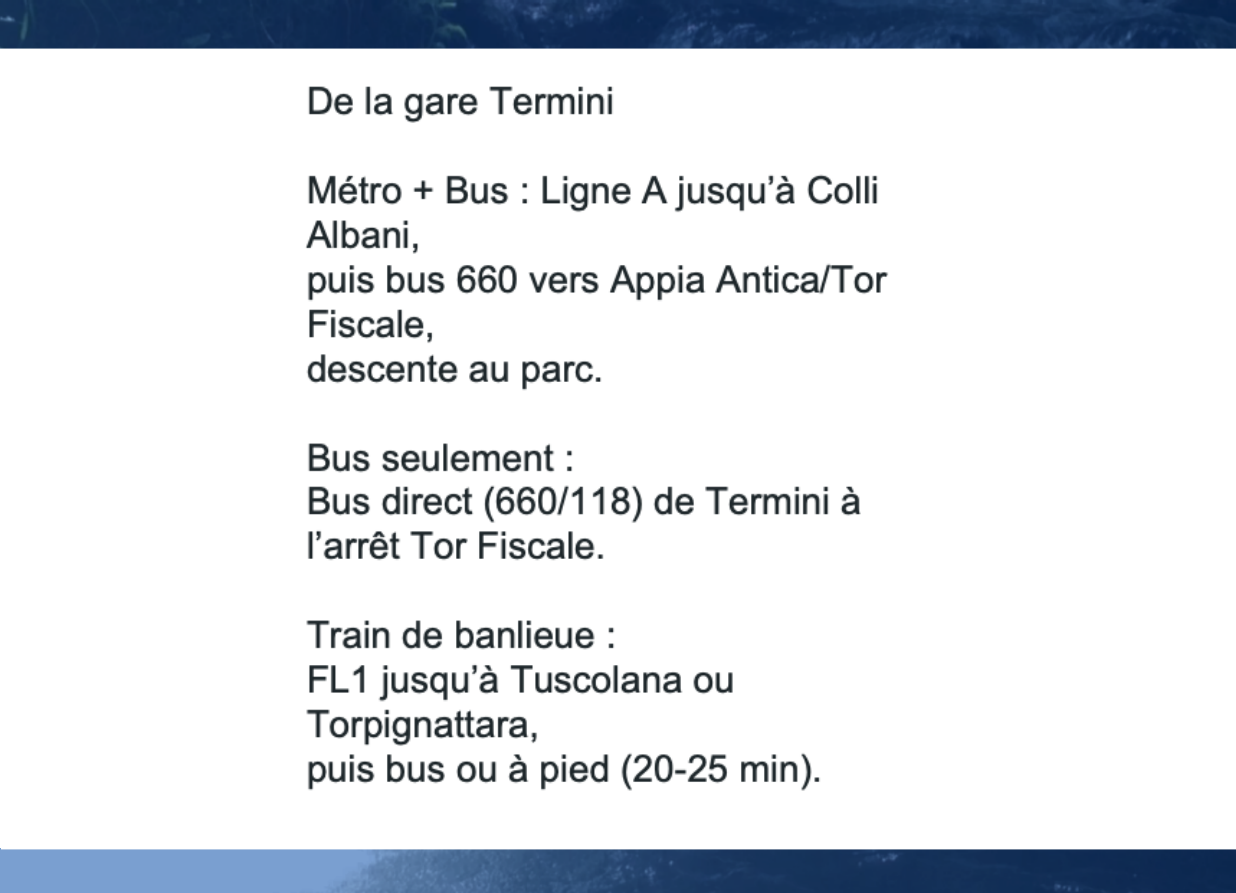 De la gare Termini
Métro + Bus : Ligne A jusqu’à Colli
Albani,
puis bus 660 vers Appia Antica/Tor
Fiscale,
descente au parc.
Bus seulement :
Bus direct (660/118) de Termini à
l’arrêt Tor Fiscale.
Train de banlieue :
FL1 jusqu’à Tuscolana ou
Torpignattara,
puis bus ou à pied (20-25 min).